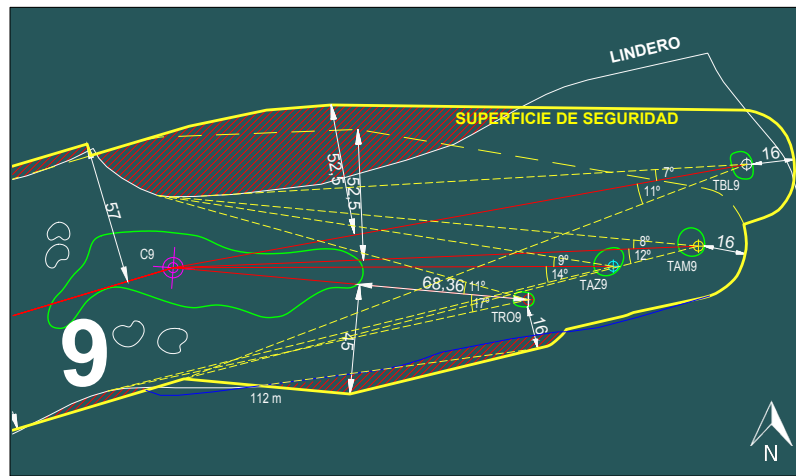 LINDERO
SUPERFICIE DE SEGURIDAD
52,5
52,5
57
7º
11º
16
TBL9
C9
8º
12º
9º
14º
TAZ9
TAM9
16
68,36
11º
17º
TRO9
16
45
9
112 m
N